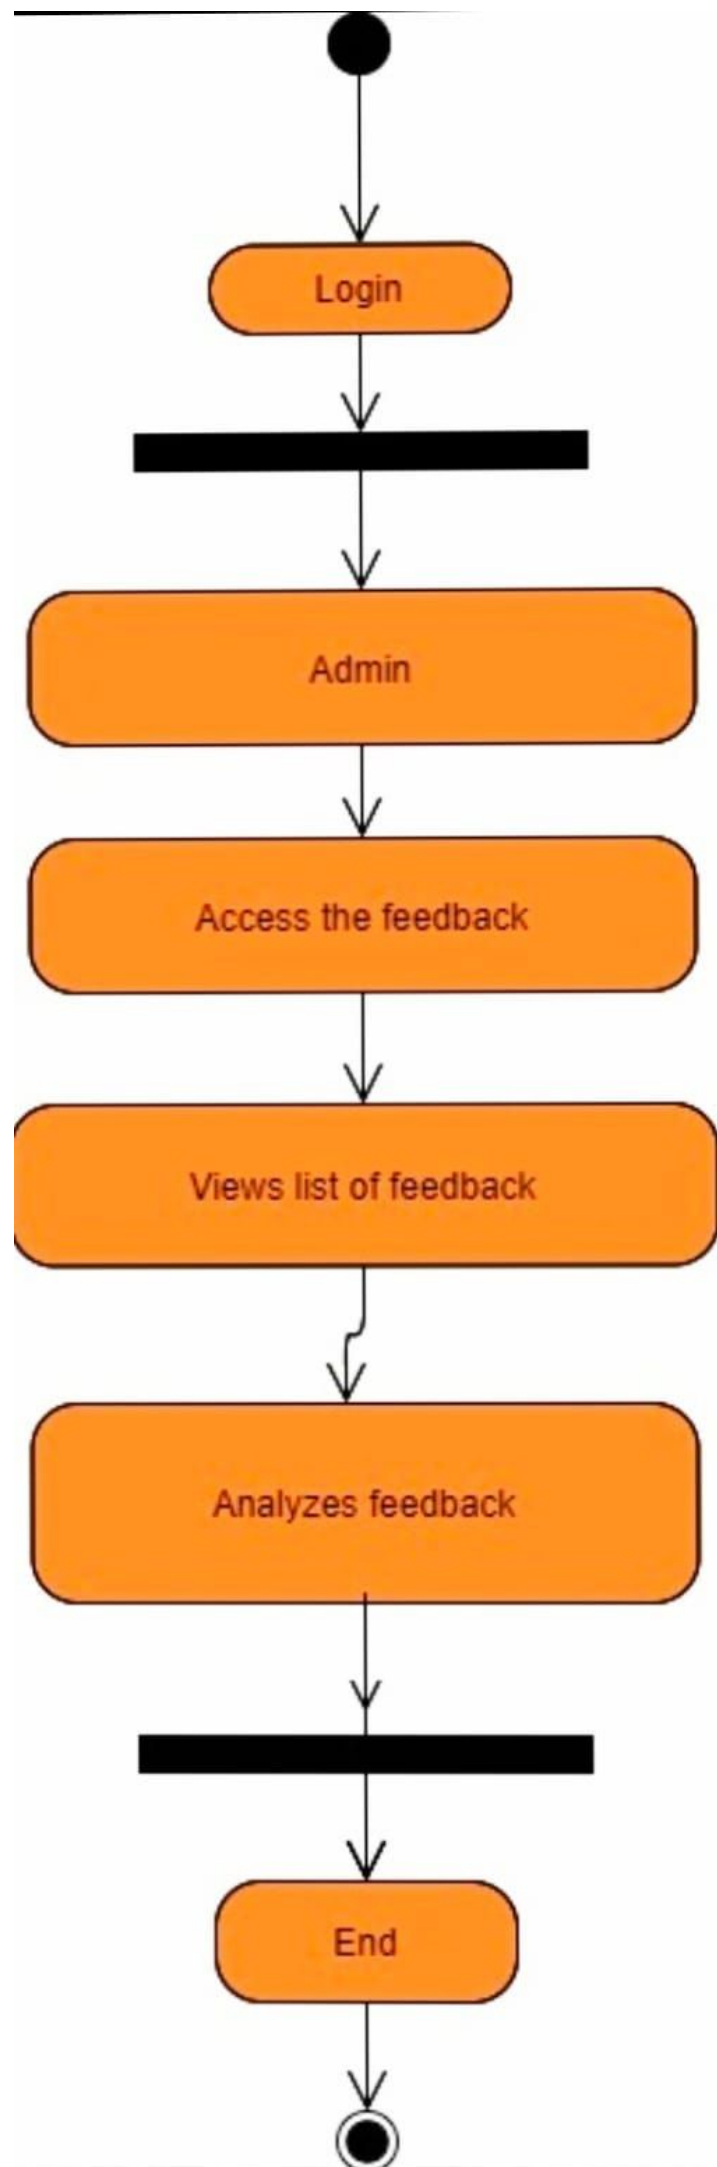 Login
Admin
Access the feedback
Views list of feedback
Analyzes feedback
End